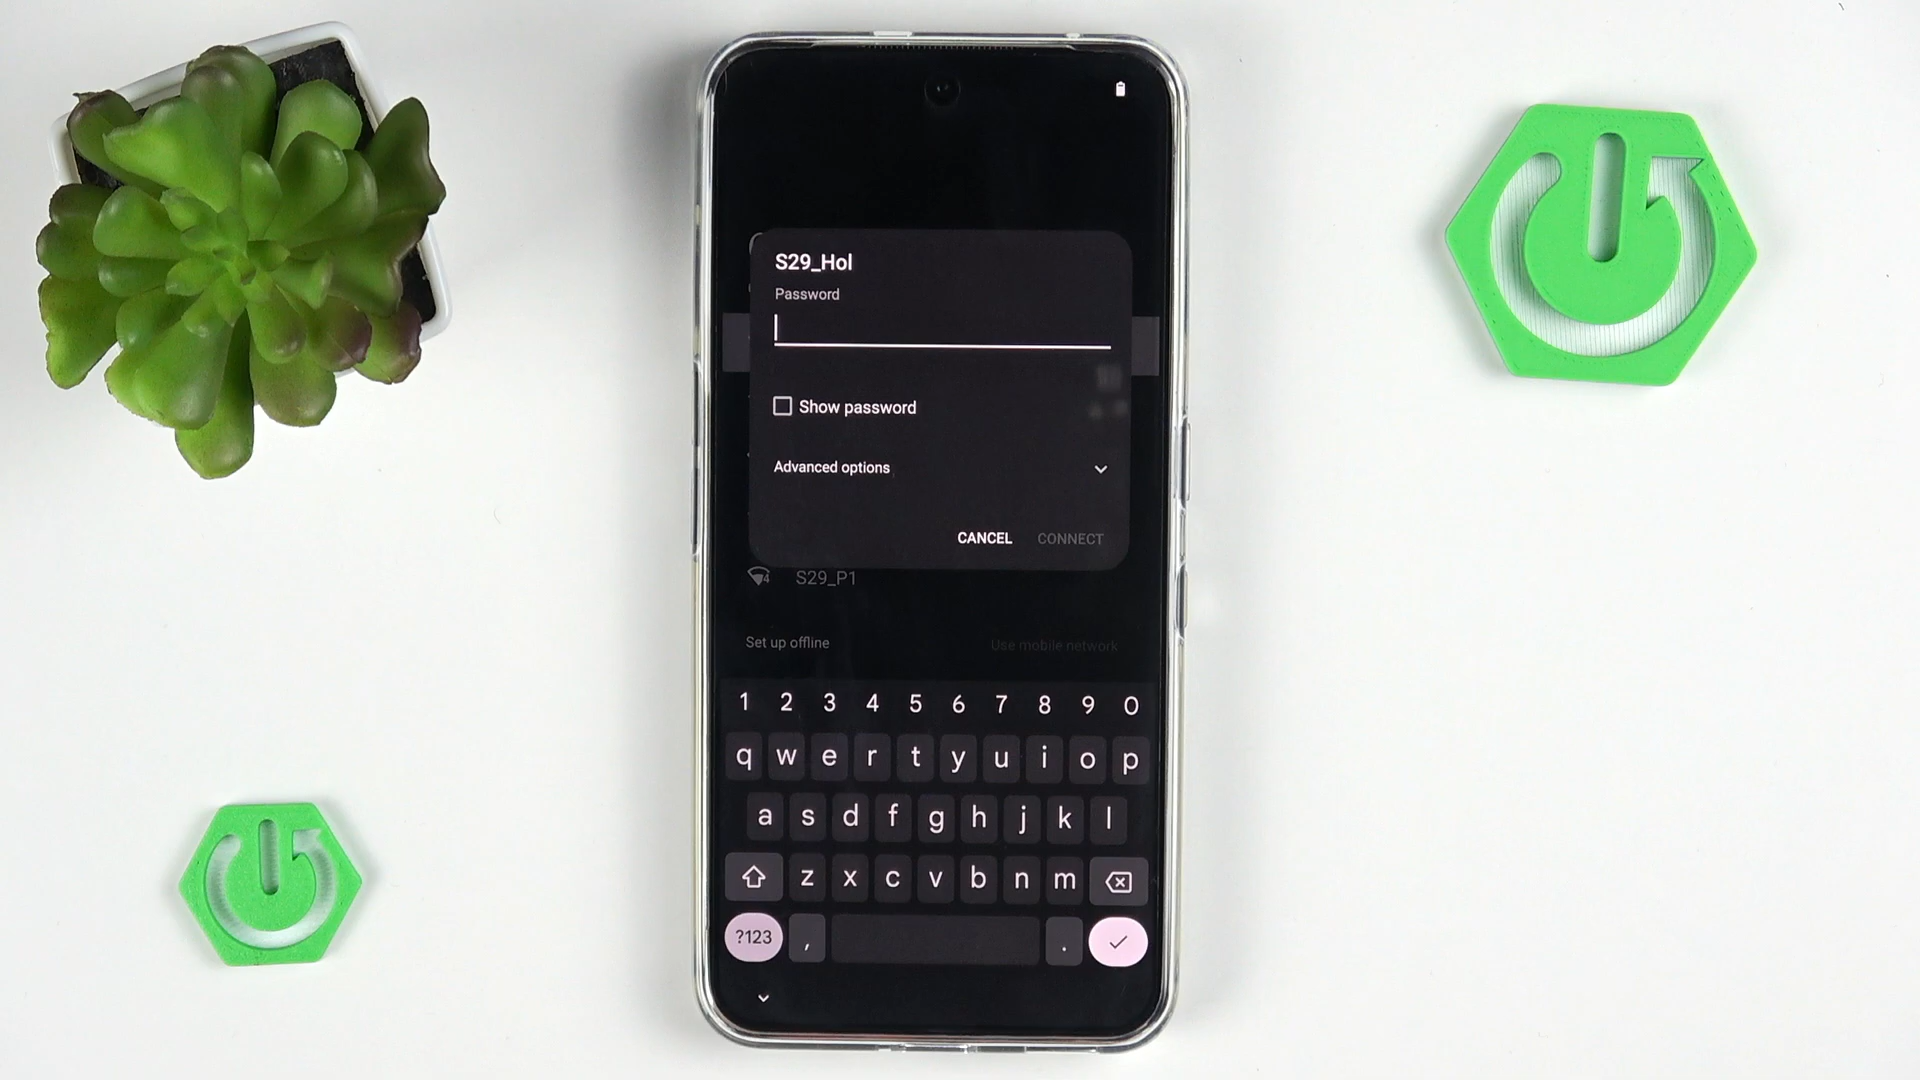 S29_Hol
Password
Show password
Advanced options
CANCEL CONNECT
S29_P1
Set up offline Use mobile network
1 2 3 4 5 6 7 8 9 0
q w e r t y u i o p
a s d f g h j k l
z x c v b n m
?123 , .